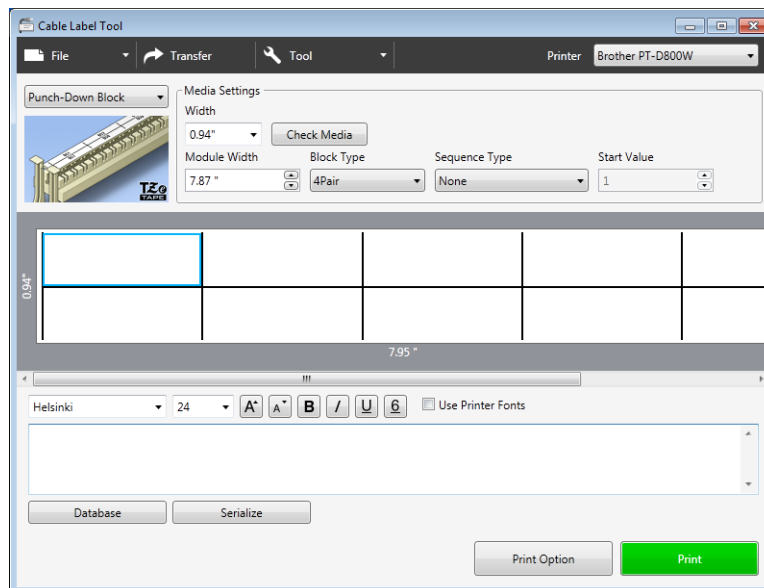 Cable Label Tool
File Transfer Tool Printer Brother PT-D800W
Punch-Down Block
Media Settings
Width
0.94" Check Media
Module Width Block Type Sequence Type Start Value
7.87 " 4Pair None 1
TZe
TAPE
0.94"
7.95 "
Helsinki 24 A A B I U 6 Use Printer Fonts
Database Serialize
Print Option Print